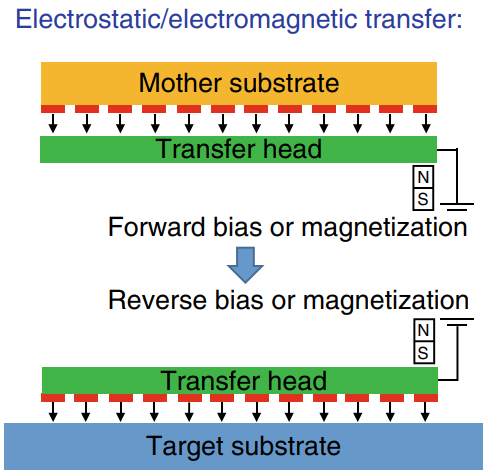 Electrostatic/electromagnetic transfer:
Mother substrate
Transfer head
N
S
Forward bias or magnetization
Reverse bias or magnetization
N
S
Transfer head
Target substrate